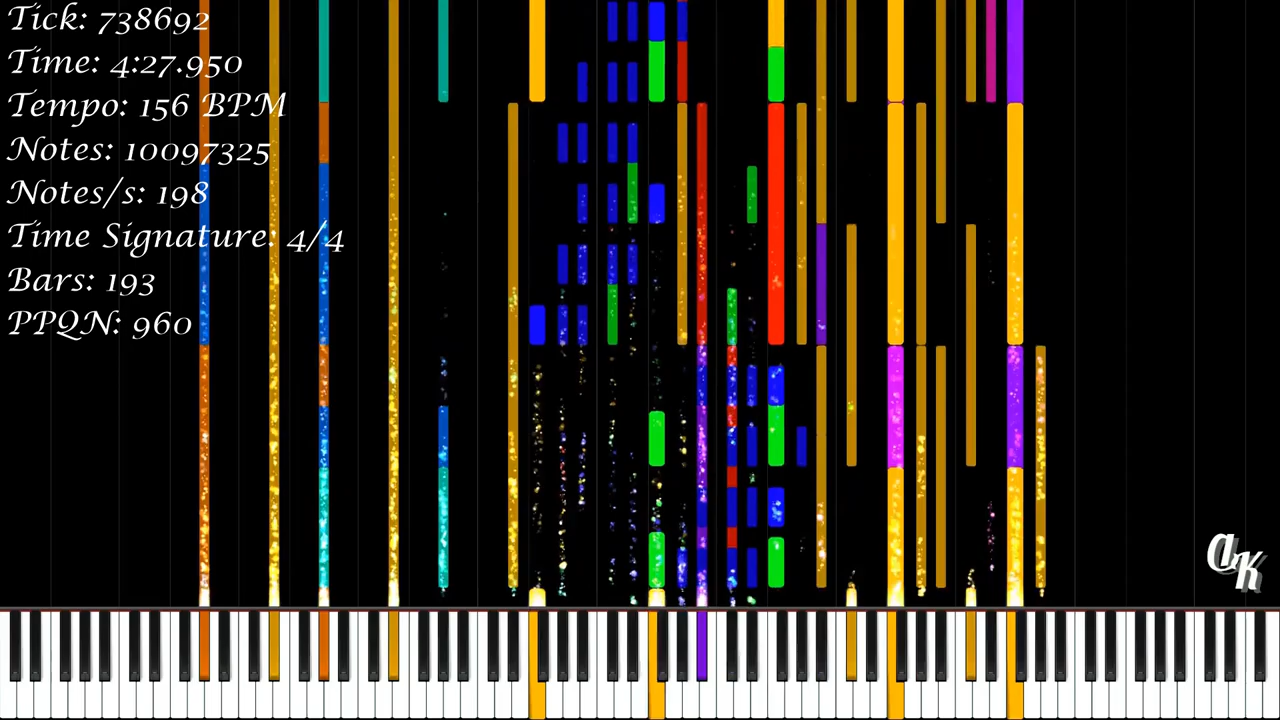 Tick: 738692
Time: 4:27.950
Tempo: 156 BPM
Notes: 10097325
Notes/s: 198
Time Signature: 4/4
Bars: 193
PPQN: 960
aK